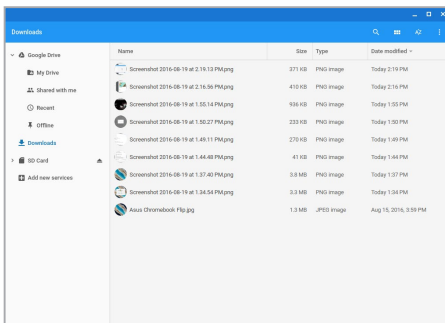 Downloads
Google Drive
My Drive
Shared with me
Recent
Offline
Downloads
SD Card
Add new services
Name Size Type Date modified
Screenshot 2016-08-19 at 2.19.13 PM.png 371 KB PNG image Today 2:19 PM
Screenshot 2016-08-19 at 2.16.56 PM.png 410 KB PNG image Today 2:16 PM
Screenshot 2016-08-19 at 1.55.14 PM.png 936 KB PNG image Today 1:55 PM
Screenshot 2016-08-19 at 1.50.27 PM.png 233 KB PNG image Today 1:50 PM
Screenshot 2016-08-19 at 1.49.11 PM.png 270 KB PNG image Today 1:49 PM
Screenshot 2016-08-19 at 1.44.48 PM.png 41 KB PNG image Today 1:44 PM
Screenshot 2016-08-19 at 1.37.40 PM.png 3.8 MB PNG image Today 1:37 PM
Screenshot 2016-08-19 at 1.34.54 PM.png 3.3 MB PNG image Today 1:34 PM
Asus Chromebook Flip.jpg 1.3 MB JPEG image Aug 15, 2016, 3:59 PM